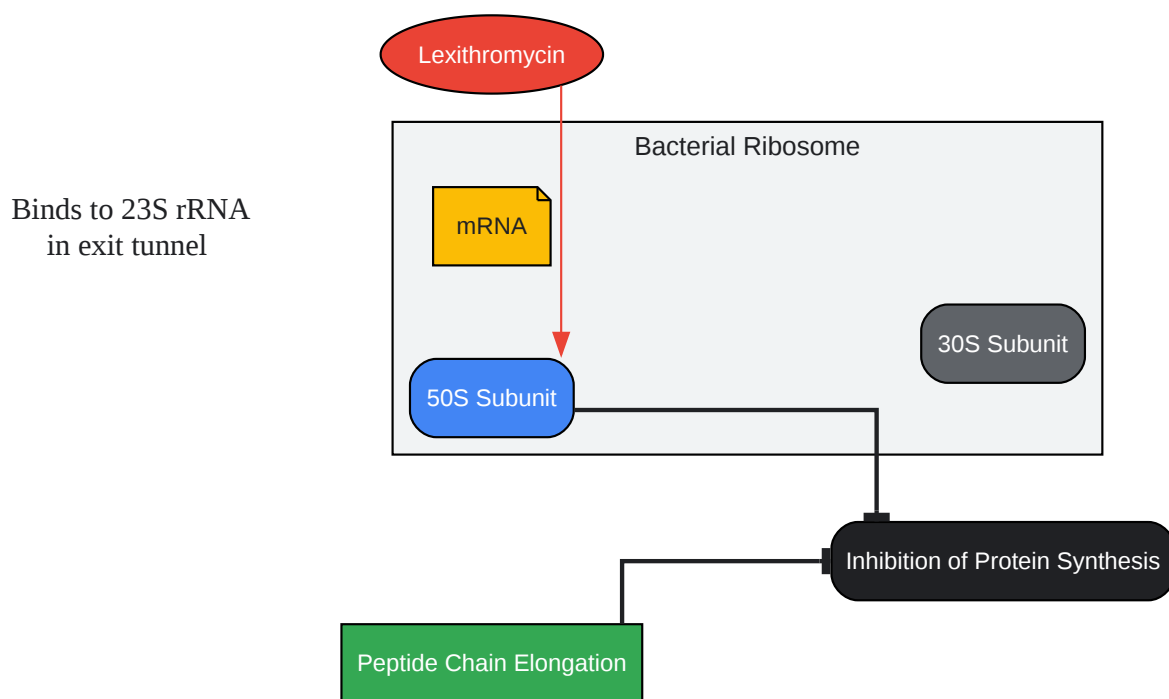 Lexithromycin
Bacterial Ribosome
mRNA
Binds to 23S rRNA
in exit tunnel
30S Subunit
50S Subunit
Inhibition of Protein Synthesis
Peptide Chain Elongation